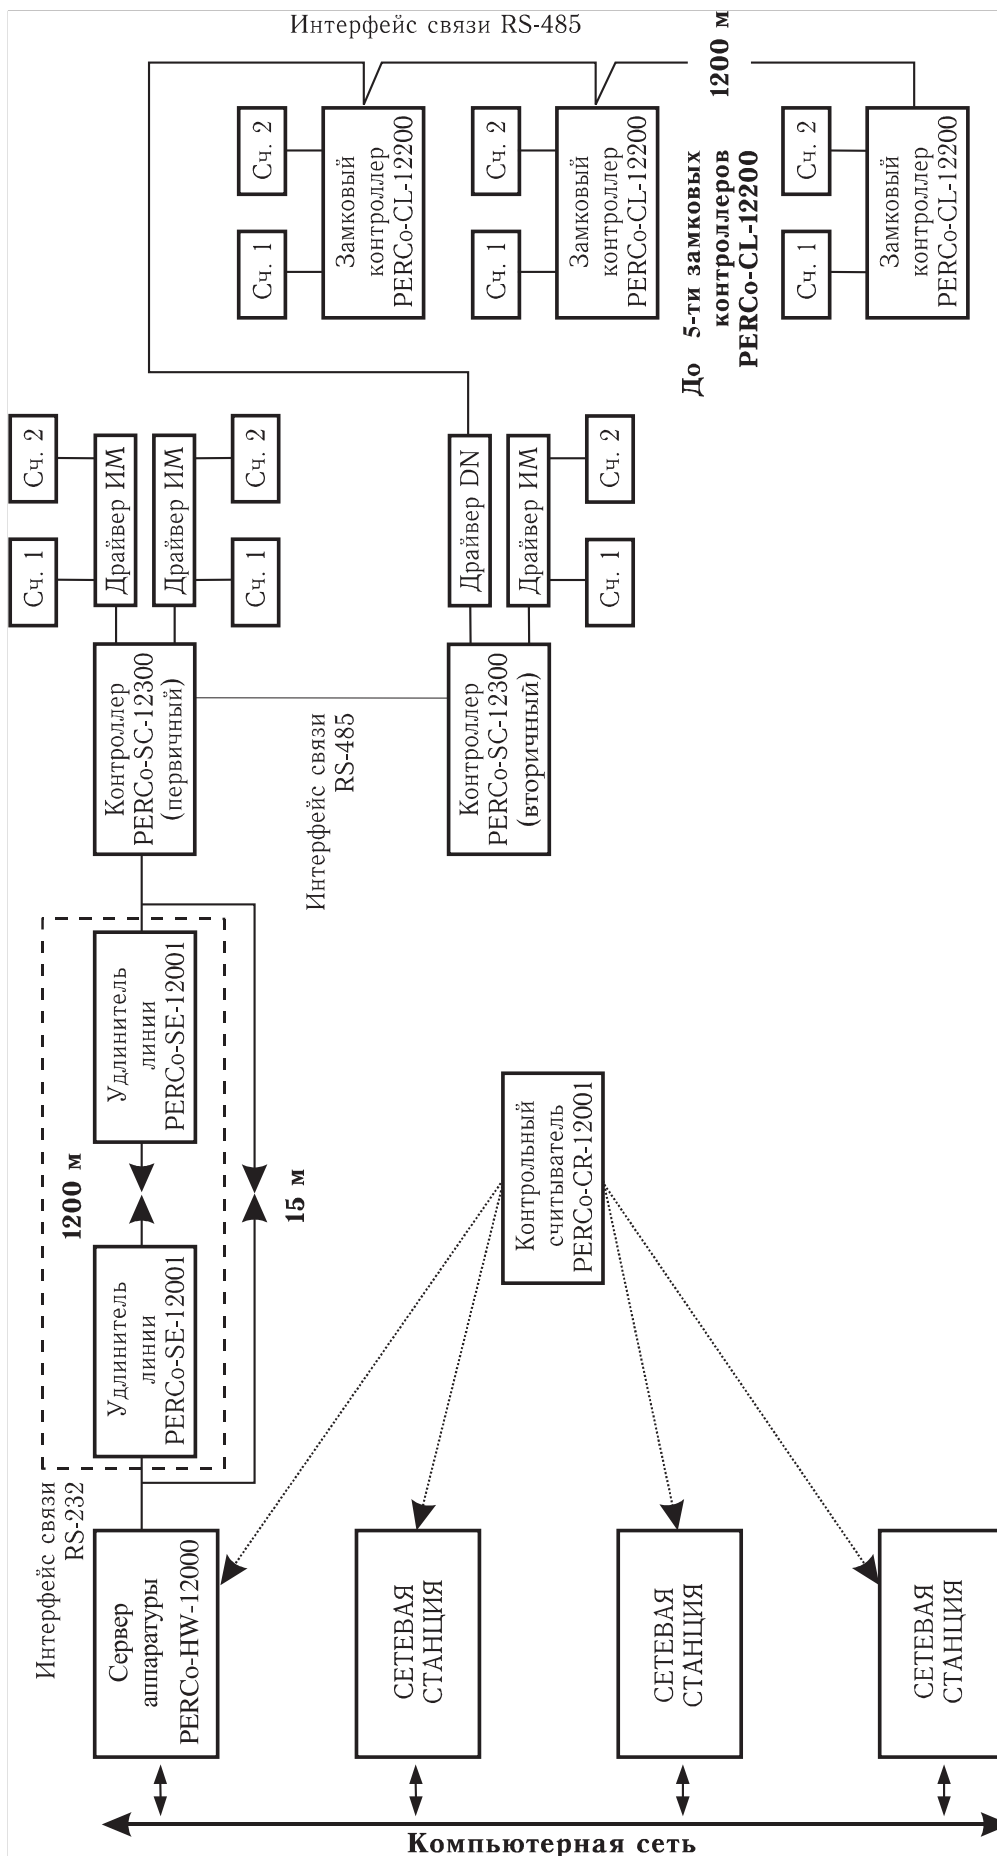 Интерфейс связи RS-485
1200 м
До 5-ти замковых
контроллеров
PERCo-CL-12200
Сч. 2
Сч. 1
Замковый
контроллер
PERCo-CL-12200
Сч. 2
Сч. 1
Замковый
контроллер
PERCo-CL-12200
Сч. 2
Сч. 1
Замковый
контроллер
PERCo-CL-12200
Сч. 2
Сч. 1
Драйвер ИМ
Драйвер ИМ
Сч. 2
Сч. 1
Драйвер DN
Драйвер ИМ
Сч. 2
Сч. 1
Контроллер
PERCo-SC-12300
(первичный)
Интерфейс связи
RS-485
Контроллер
PERCo-SC-12300
(вторичный)
Удлинитель
линии
PERCo-SE-12001
1200 м
15 м
Удлинитель
линии
PERCo-SE-12001
Контрольный
считыватель
PERCo-CR-12001
Интерфейс связи
RS-232
Сервер
аппаратуры
PERCo-HW-12000
СЕТЕВАЯ
СТАНЦИЯ
СЕТЕВАЯ
СТАНЦИЯ
СЕТЕВАЯ
СТАНЦИЯ
Компьютерная сеть